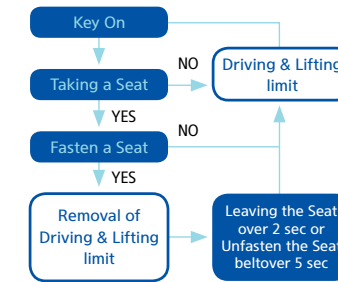 Key On
NO
Driving & Lifting
limit
Taking a Seat
YES
NO
Fasten a Seat
YES
Removal of
Driving & Lifting
limit
Leaving the Seat
over 2 sec or
Unfasten the Seat
beltover 5 sec